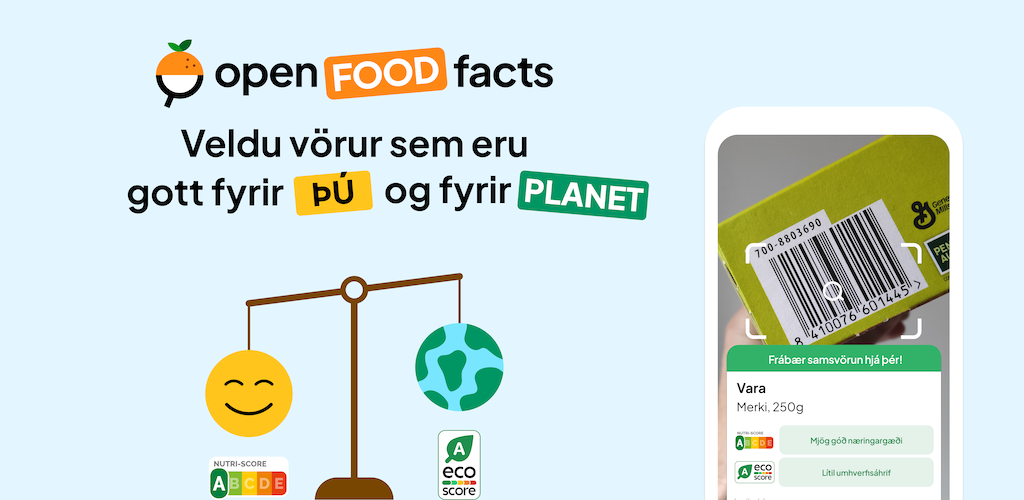 open FOOD facts
Veldu vörur sem eru
gott fyrir ÞÚ og fyrir PLANET
NUTRI-SCORE
ABCDE
A
eco
score
700-8803690
8 410076 601445 >
Frábær samsvörun hjá þér!
Vara
Merki, 250g
NUTRI-SCORE
ABCDE
Mjög góð næringargæði
A
eco
score
Lítil umhverfisáhrif